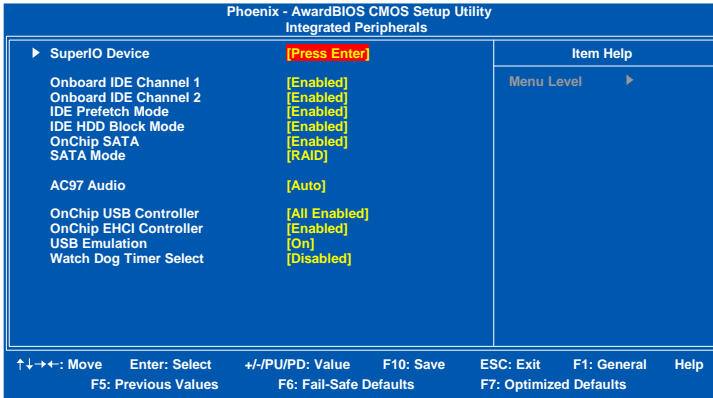 Phoenix - AwardBIOS CMOS Setup Utility
Integrated Peripherals
▶ SuperIO Device [Press Enter] Item Help
Onboard IDE Channel 1 [Enabled] Menu Level ▶
Onboard IDE Channel 2 [Enabled]
IDE Prefetch Mode [Enabled]
IDE HDD Block Mode [Enabled]
OnChip SATA [Enabled]
SATA Mode [RAID]
AC97 Audio [Auto]
OnChip USB Controller [All Enabled]
OnChip EHCI Controller [Enabled]
USB Emulation [On]
Watch Dog Timer Select [Disabled]
↑↓→←: Move Enter: Select +/-/PU/PD: Value F10: Save ESC: Exit F1: General Help
F5: Previous Values F6: Fail-Safe Defaults F7: Optimized Defaults